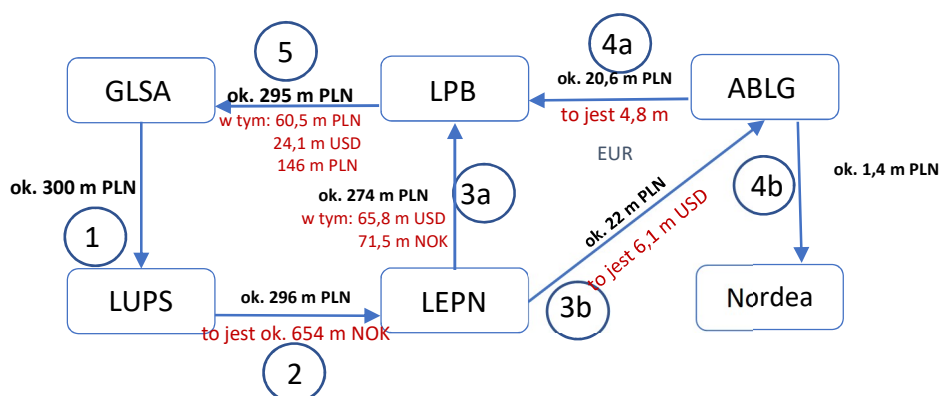 5
4a
GLSA
LPB
ABLG
ok. 295 m PLN
w tym: 60,5 m PLN
24,1 m USD
146 m PLN
ok. 20,6 m PLN
to jest 4,8 m
EUR
ok. 300 m PLN
1
ok. 274 m PLN
w tym: 65,8 m USD
71,5 m NOK
3a
ok. 22 m PLN
to jest 6,1 m USD
4b
ok. 1,4 m PLN
LUPS
ok. 296 m PLN
to jest ok. 654 m NOK
2
LEPN
3b
Nordea